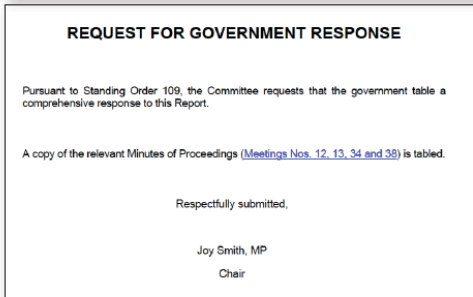 REQUEST FOR GOVERNMENT RESPONSE
Pursuant to Standing Order 109, the Committee requests that the government table a
comprehensive response to this Report.
A copy of the relevant Minutes of Proceedings (Meetings Nos. 12, 13, 34 and 38) is tabled.
Respectfully submitted,
Joy Smith, MP
Chair